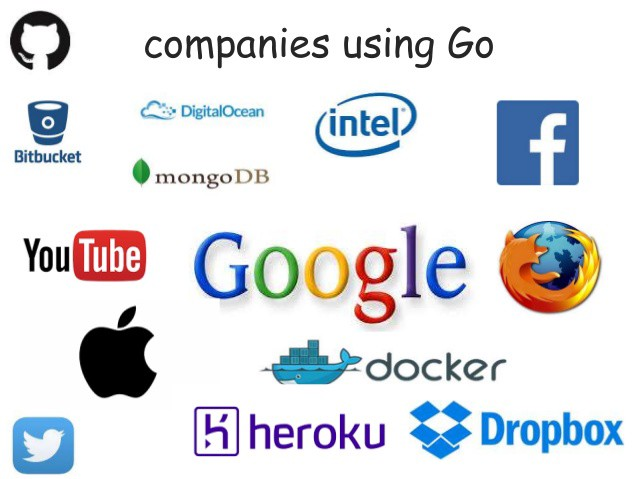 companies using Go
DigitalOcean
intel
Bitbucket
mongoDB
YouTube
Google
docker
heroku
Dropbox